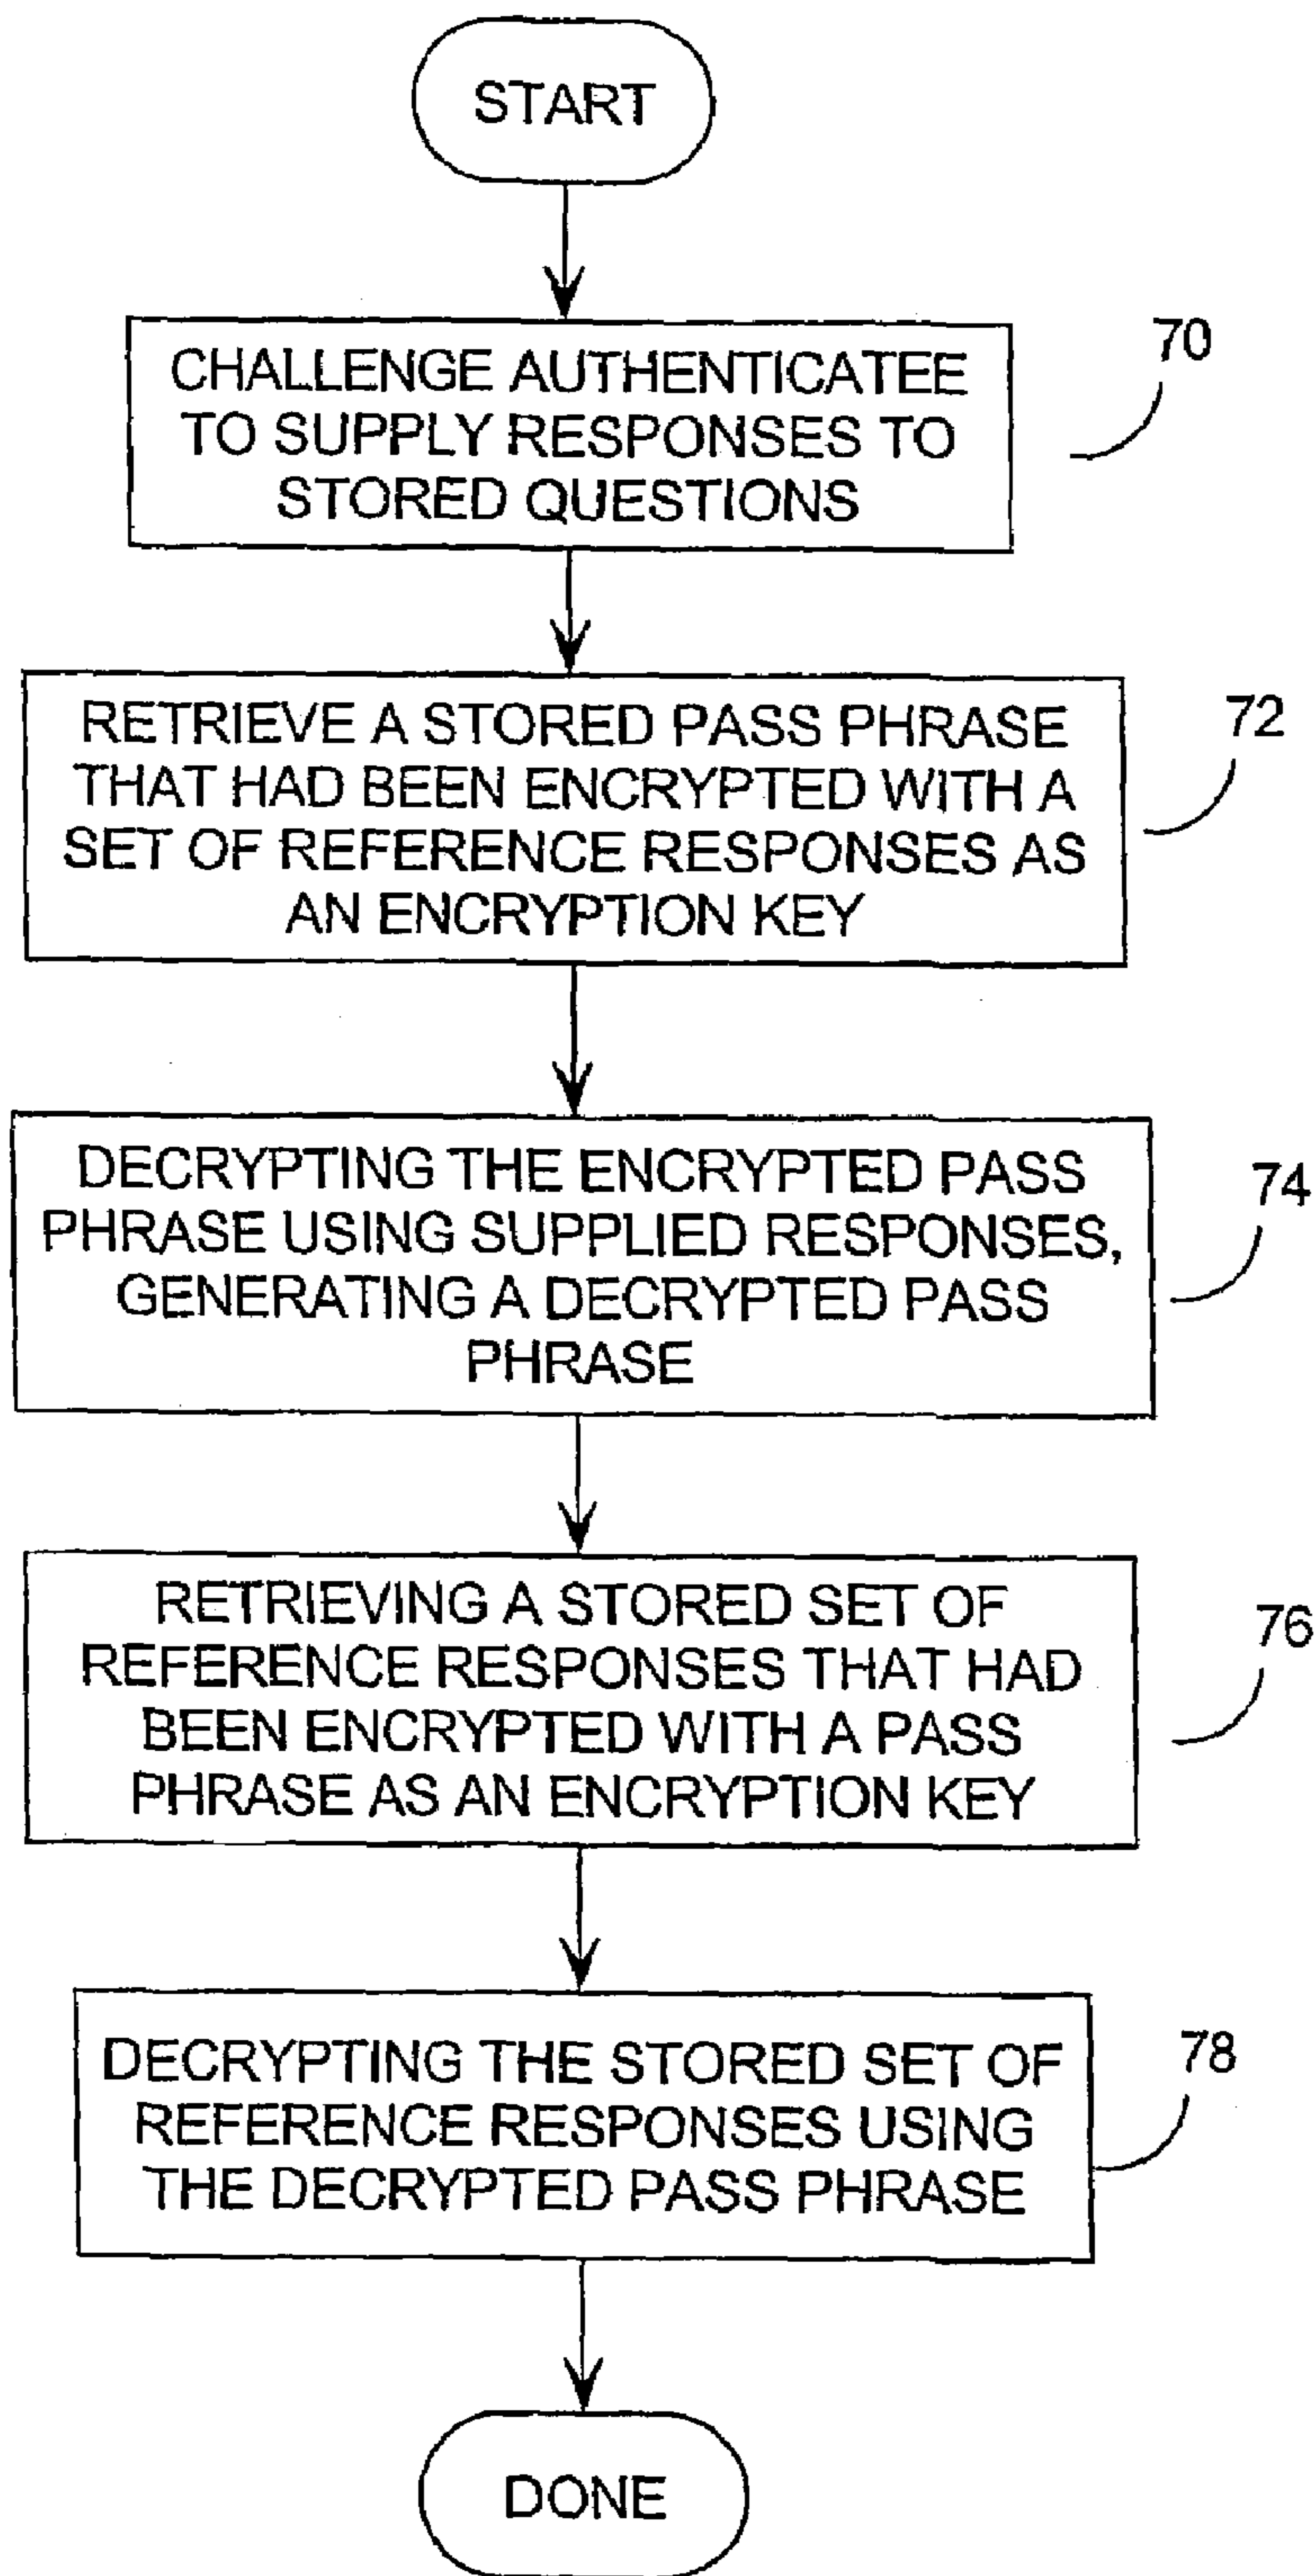 START
CHALLENGE AUTHENTICATEE
TO SUPPLY RESPONSES TO
STORED QUESTIONS
70
RETRIEVE A STORED PASS PHRASE
THAT HAD BEEN ENCRYPTED WITH A
SET OF REFERENCE RESPONSES AS
AN ENCRYPTION KEY
72
DECRYPTING THE ENCRYPTED PASS
PHRASE USING SUPPLIED RESPONSES,
GENERATING A DECRYPTED PASS
PHRASE
74
RETRIEVING A STORED SET OF
REFERENCE RESPONSES THAT HAD
BEEN ENCRYPTED WITH A PASS
PHRASE AS AN ENCRYPTION KEY
76
DECRYPTING THE STORED SET OF
REFERENCE RESPONSES USING
THE DECRYPTED PASS PHRASE
78
DONE